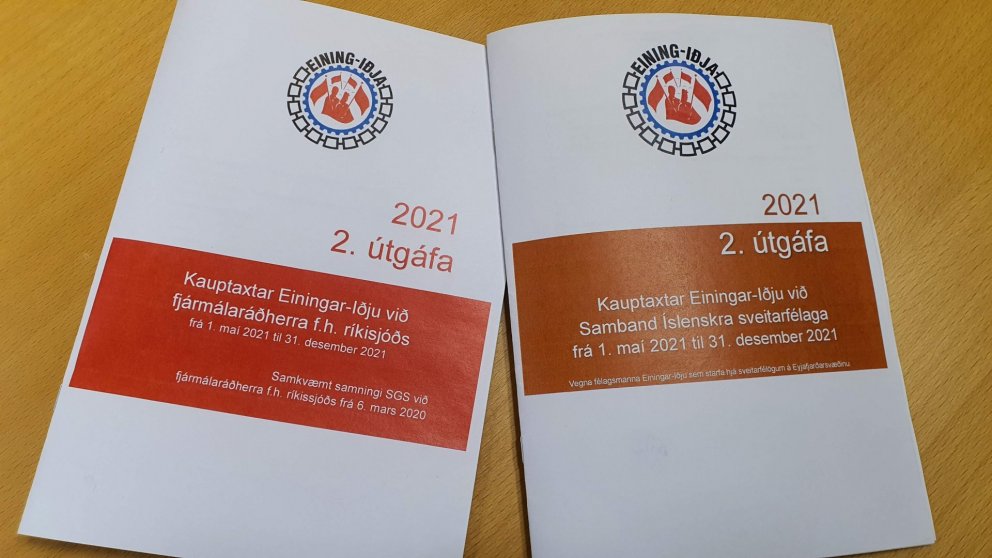 EINING-IÐJA
2021
2. útgáfa
Kauptaxtar Einingar-Iðju við
fjármálaráðherra f.h. ríkisjóðs
frá 1. maí 2021 til 31. desember 2021
Samkvæmt samningi SGS við
fjármálaráðherra f.h. ríkissjóðs frá 6. mars 2020
EINING-IÐJA
2021
2. útgáfa
Kauptaxtar Einingar-Iðju við
Samband Íslenskra sveitarfélaga
frá 1. maí 2021 til 31. desember 2021
Vegna félagsmanna Einingar-Iðju sem starfa hjá sveitarfélögum á Eyjafjarðarsvæðinu